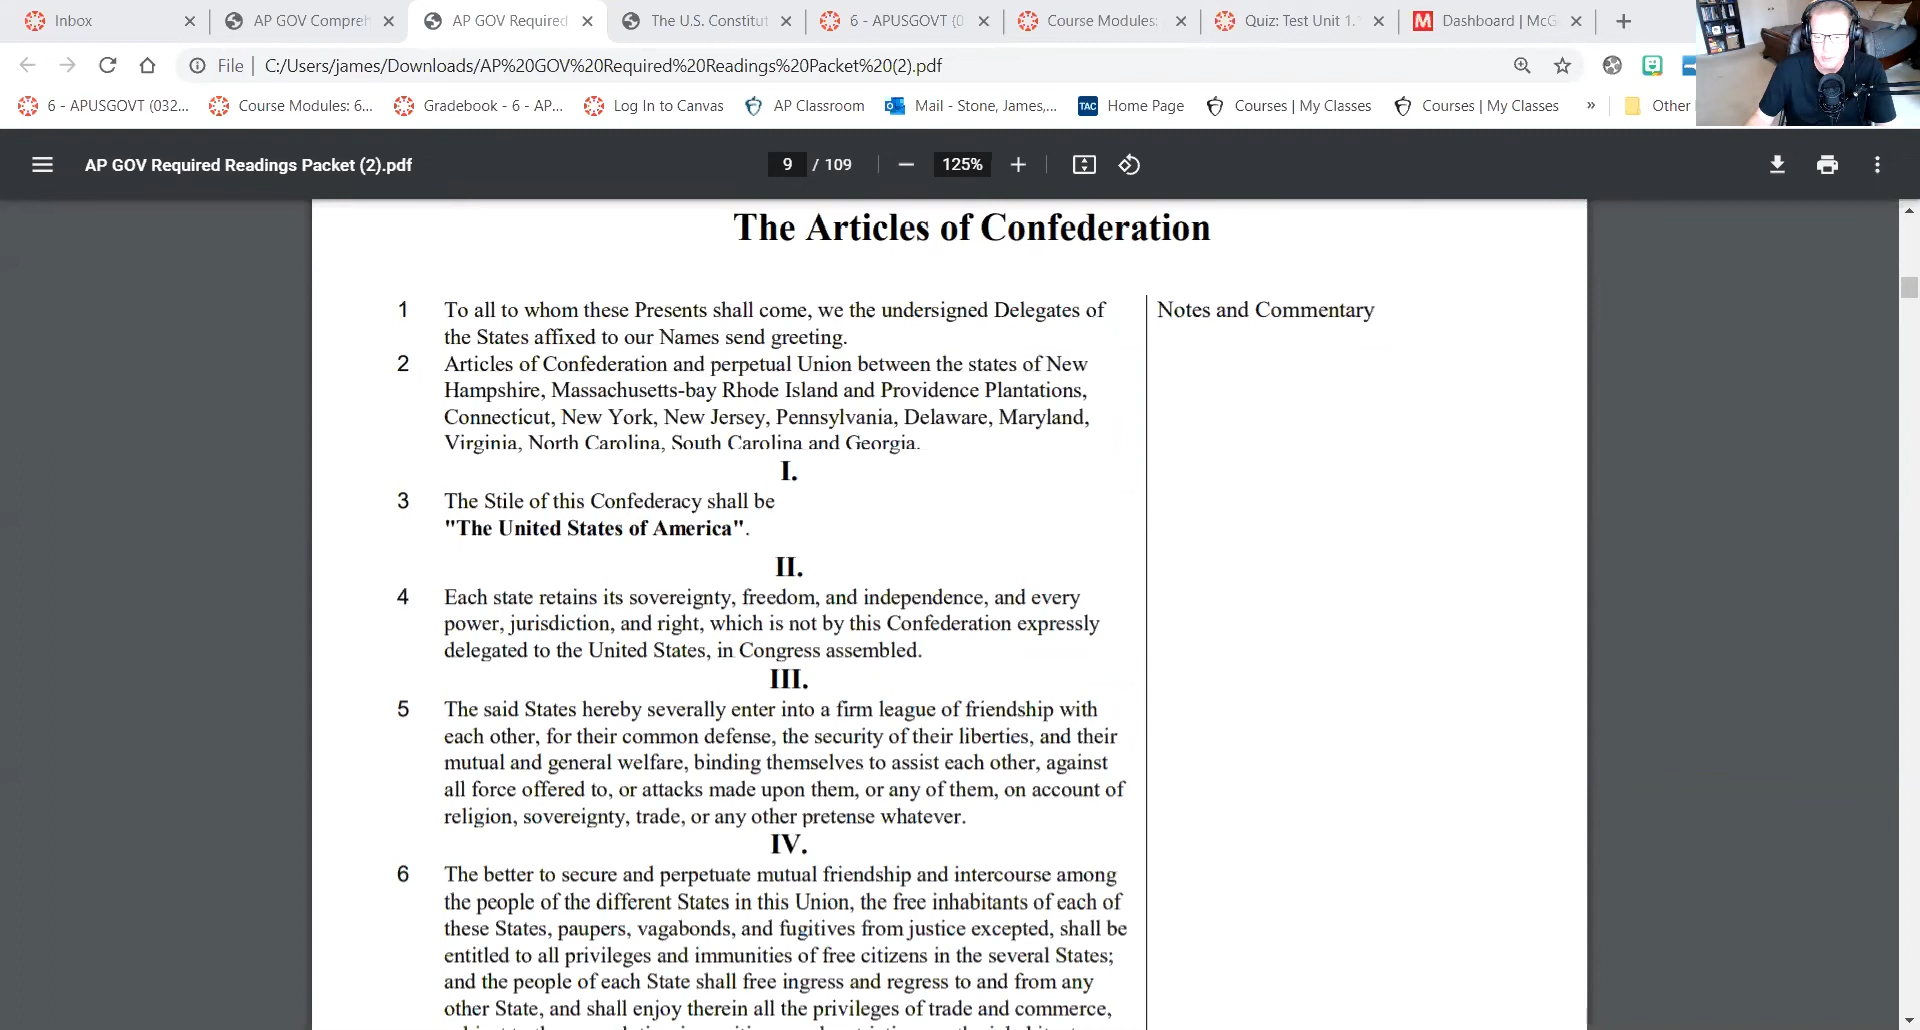 Inbox
AP GOV Compreh
AP GOV Required
The U.S. Constitut
6 - APUSGOVT (0
Course Modules:
Quiz: Test Unit 1.
Dashboard | McG
File
C:/Users/james/Downloads/AP%20GOV%20Required%20Readings%20Packet%20(2).pdf
6 - APUSGOVT (032...
Course Modules: 6...
Gradebook - 6 - AP...
Log In to Canvas
AP Classroom
Mail - Stone, James,...
TAC Home Page
Courses | My Classes
Courses | My Classes
»
Other
AP GOV Required Readings Packet (2).pdf
9 / 109
125%
The Articles of Confederation
1 To all to whom these Presents shall come, we the undersigned Delegates of
the States affixed to our Names send greeting.
Notes and Commentary
2 Articles of Confederation and perpetual Union between the states of New
Hampshire, Massachusetts-bay Rhode Island and Providence Plantations,
Connecticut, New York, New Jersey, Pennsylvania, Delaware, Maryland,
Virginia, North Carolina, South Carolina and Georgia.
I.
3 The Stile of this Confederacy shall be
"The United States of America".
II.
4 Each state retains its sovereignty, freedom, and independence, and every
power, jurisdiction, and right, which is not by this Confederation expressly
delegated to the United States, in Congress assembled.
III.
5 The said States hereby severally enter into a firm league of friendship with
each other, for their common defense, the security of their liberties, and their
mutual and general welfare, binding themselves to assist each other, against
all force offered to, or attacks made upon them, or any of them, on account of
religion, sovereignty, trade, or any other pretense whatever.
IV.
6 The better to secure and perpetuate mutual friendship and intercourse among
the people of the different States in this Union, the free inhabitants of each of
these States, paupers, vagabonds, and fugitives from justice excepted, shall be
entitled to all privileges and immunities of free citizens in the several States;
and the people of each State shall free ingress and regress to and from any
other State, and shall enjoy therein all the privileges of trade and commerce,